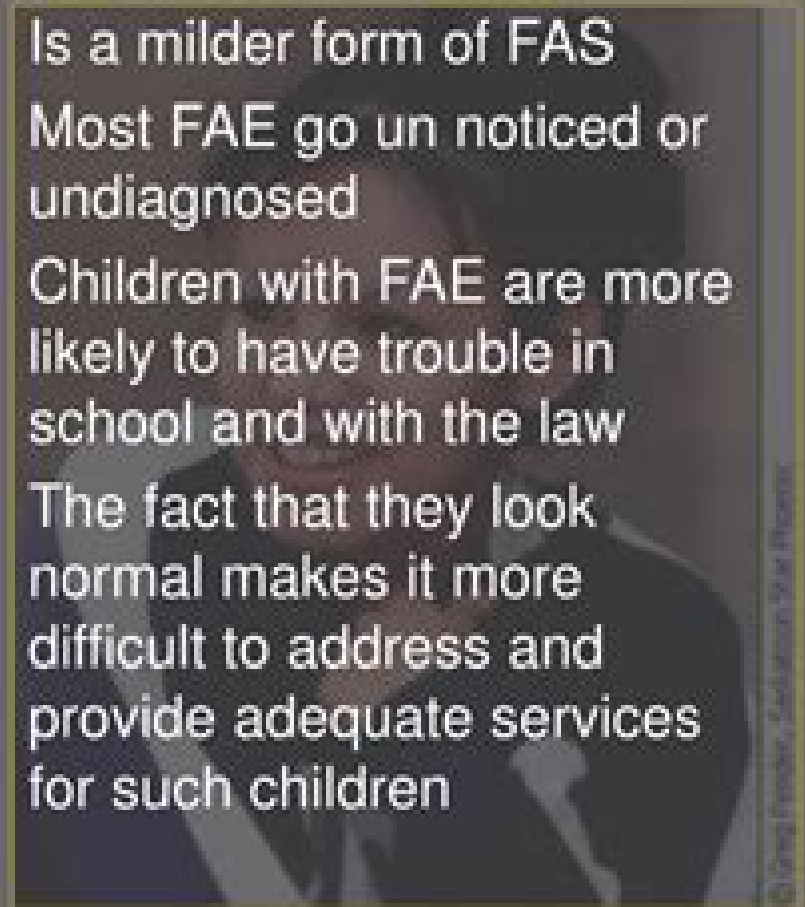 Is a milder form of FAS
Most FAE go un noticed or
undiagnosed
Children with FAE are more
likely to have trouble in
school and with the law
The fact that they look
normal makes it more
difficult to address and
provide adequate services
for such children